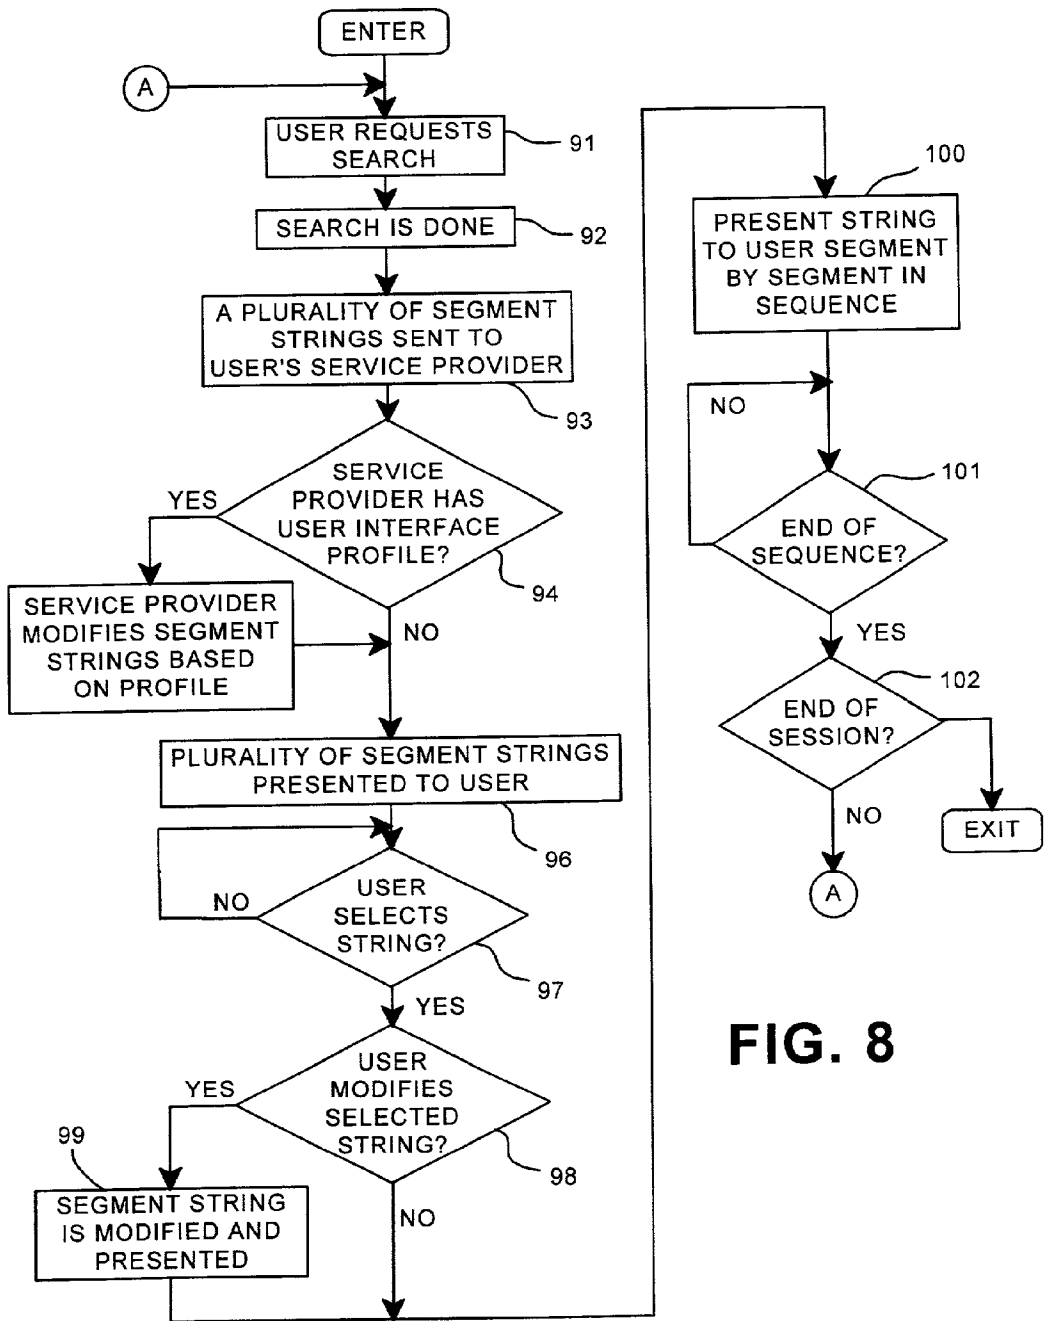 ENTER
A
USER REQUESTS
SEARCH
91
SEARCH IS DONE
92
A PLURALITY OF SEGMENT
STRINGS SENT TO
USER'S SERVICE PROVIDER
93
SERVICE
PROVIDER HAS
USER INTERFACE
PROFILE?
94
YES
NO
SERVICE PROVIDER
MODIFIES SEGMENT
STRINGS BASED
ON PROFILE
PLURALITY OF SEGMENT STRINGS
PRESENTED TO USER
96
USER
SELECTS
STRING?
97
NO
YES
USER
MODIFIES
SELECTED
STRING?
98
YES
NO
99
SEGMENT STRING
IS MODIFIED AND
PRESENTED
100
PRESENT STRING
TO USER SEGMENT
BY SEGMENT IN
SEQUENCE
NO
101
END OF
SEQUENCE?
YES
102
END OF
SESSION?
NO
EXIT
A
FIG. 8